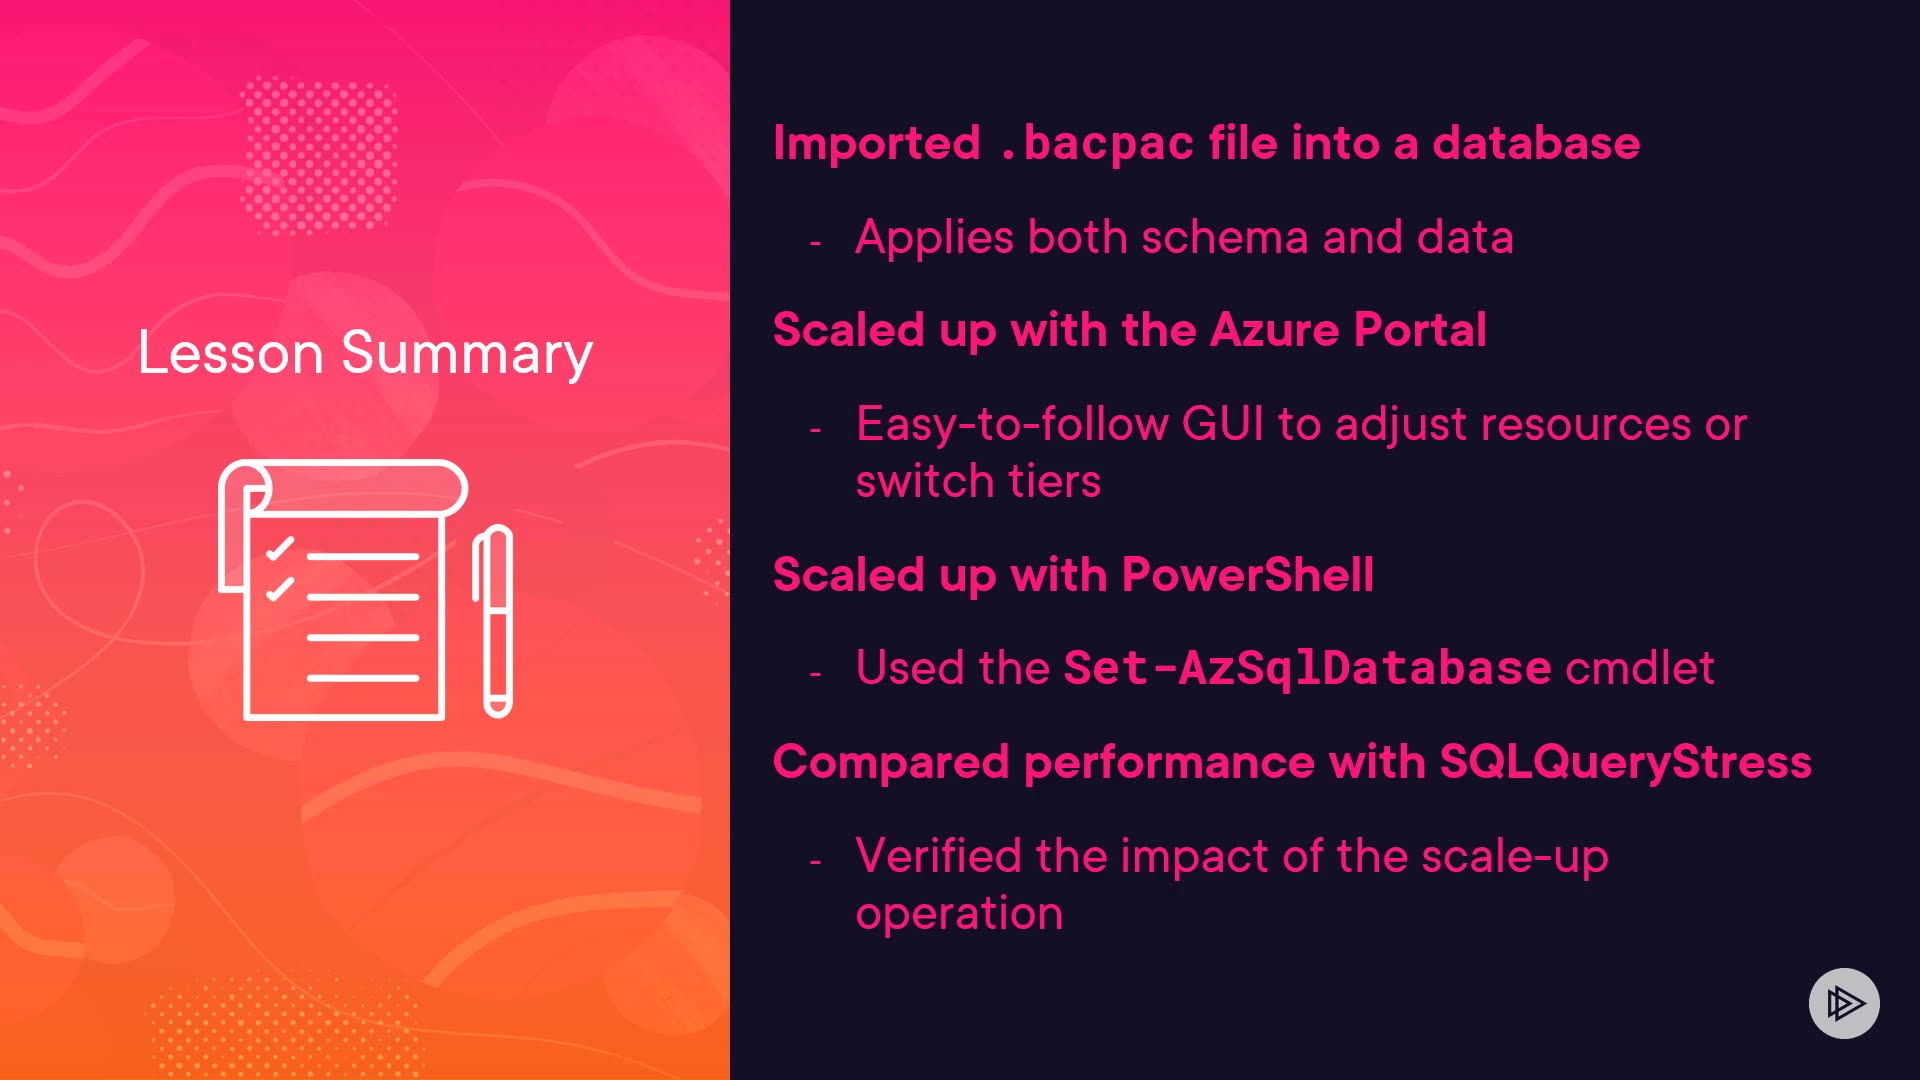 Lesson Summary
Imported .bacpac file into a database
- Applies both schema and data
Scaled up with the Azure Portal
- Easy-to-follow GUI to adjust resources or
switch tiers
Scaled up with PowerShell
- Used the Set-AzSqlDatabase cmdlet
Compared performance with SQLQueryStress
- Verified the impact of the scale-up
operation